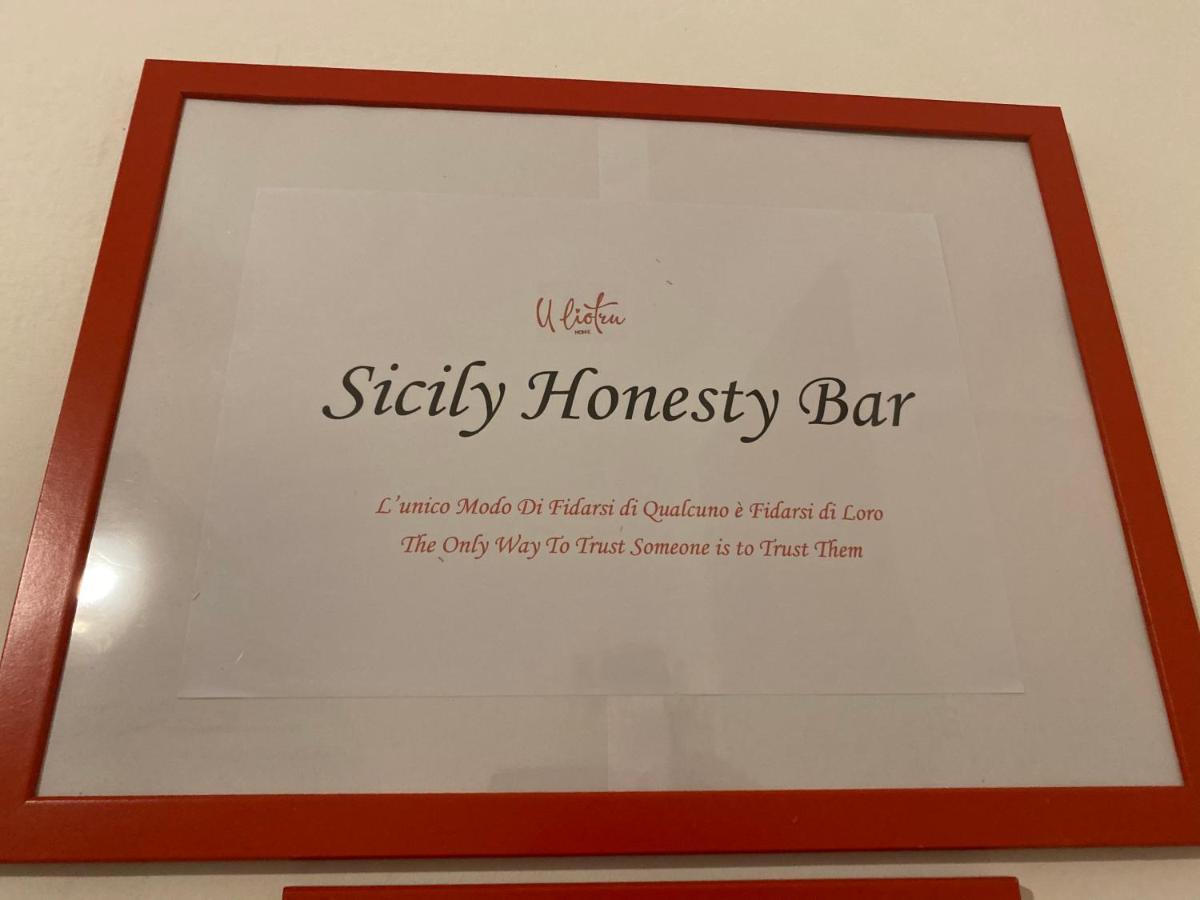 U liotru
HOME
Sicily Honesty Bar
L'unico Modo Di Fidarsi di Qualcuno è Fidarsi di Loro
The Only Way To Trust Someone is to Trust Them